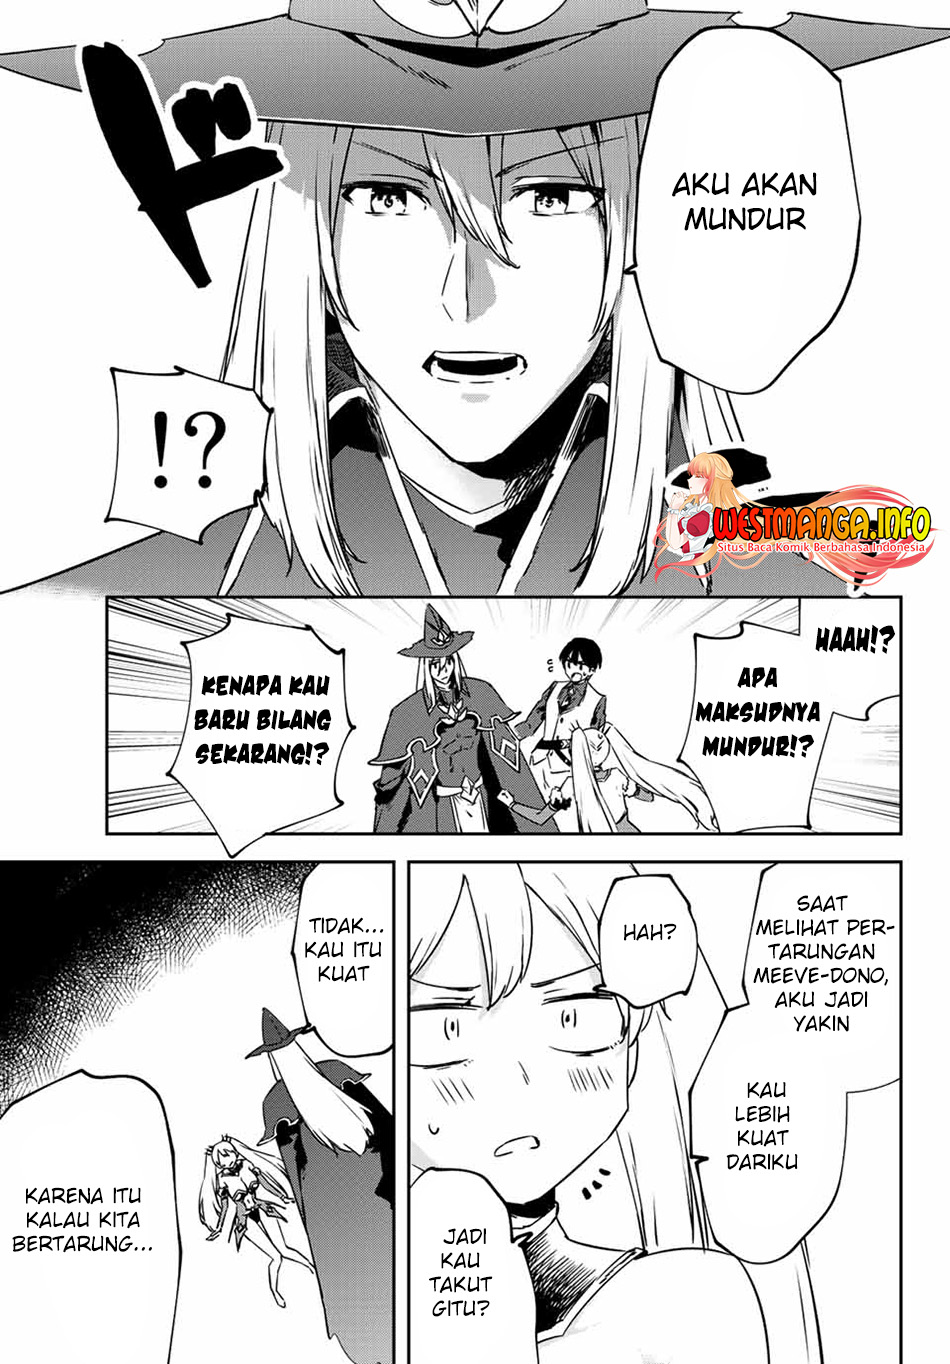 AKU AKAN
MUNDUR
ド
!?
WESTMANGA.INFO
Situs Baca Komik Berbahasa Indonesia
HAAH!?
APA
MAKSUDNYA
MUNDUR!?
KENAPA KAU
BARU BILANG
SEKARANG!?
SAAT
MELIHAT PER-
TARUNGAN
MEEVE-DONO,
AKU JADI
YAKIN
KAU
LEBIH
KUAT
DARIKU
HAH?
JADI
KAU
TAKUT
GITU?
TIDAK...
KAU ITU
KUAT
KARENA ITU
KALAU KITA
BERTARUNG...